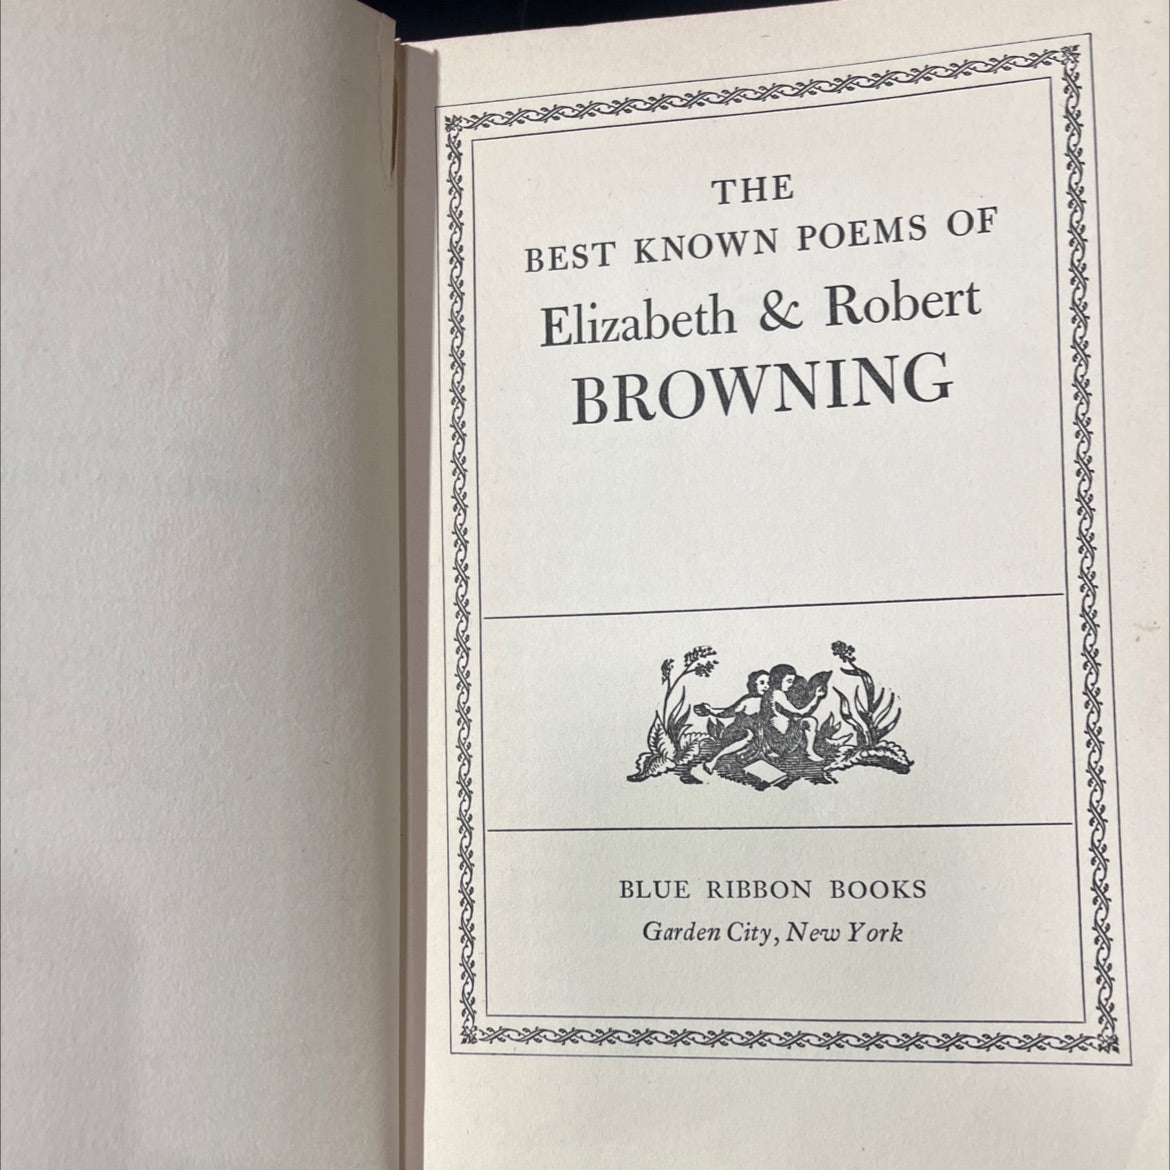 THE
BEST KNOWN POEMS OF
Elizabeth & Robert
BROWNING
BLUE RIBBON BOOKS
Garden City, New York